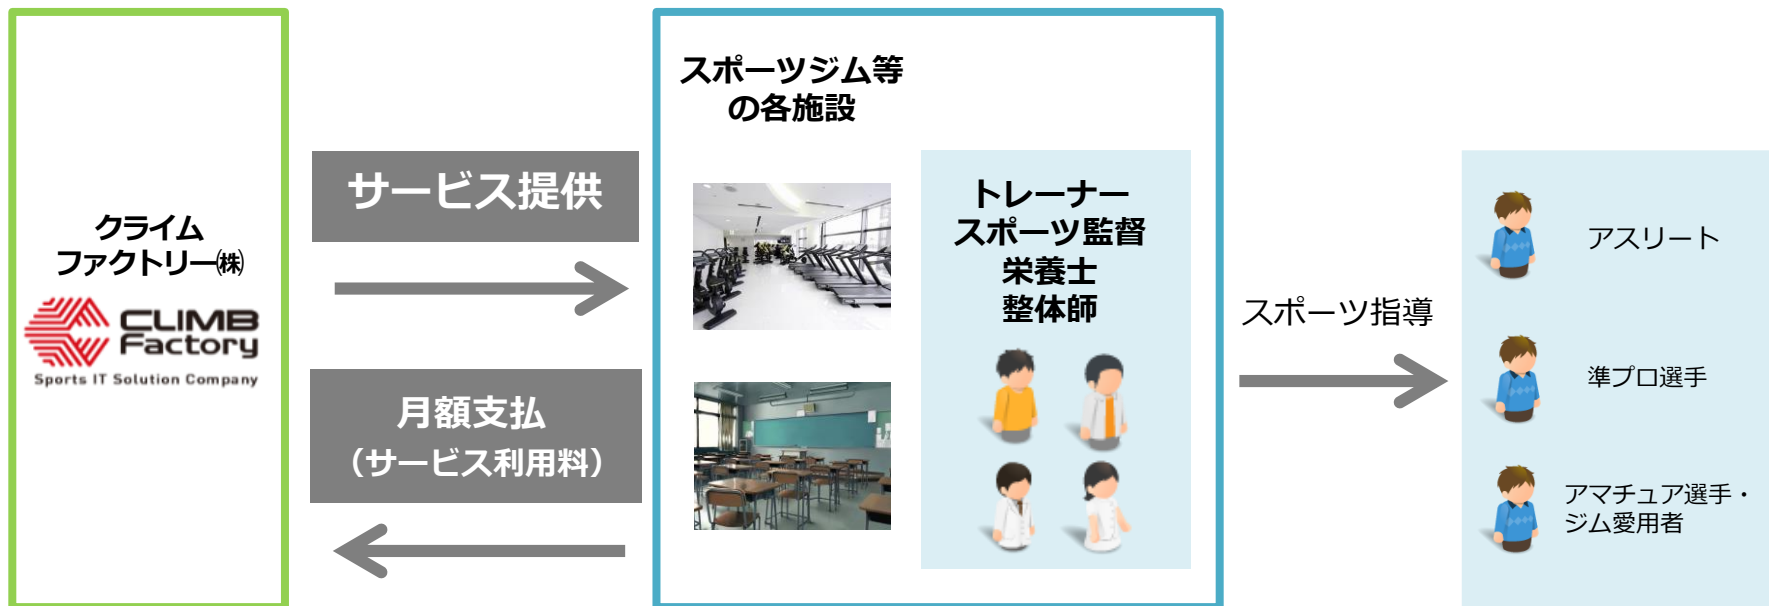 クライム
ファクトリー㈱
CLIMB
Factory
Sports IT Solution Company
サービス提供
月額支払
（サービス利用料）
スポーツジム等
の各施設
トレーナー
スポーツ監督
栄養士
整体師
スポーツ指導
アスリート
準プロ選手
アマチュア選手・
ジム愛用者